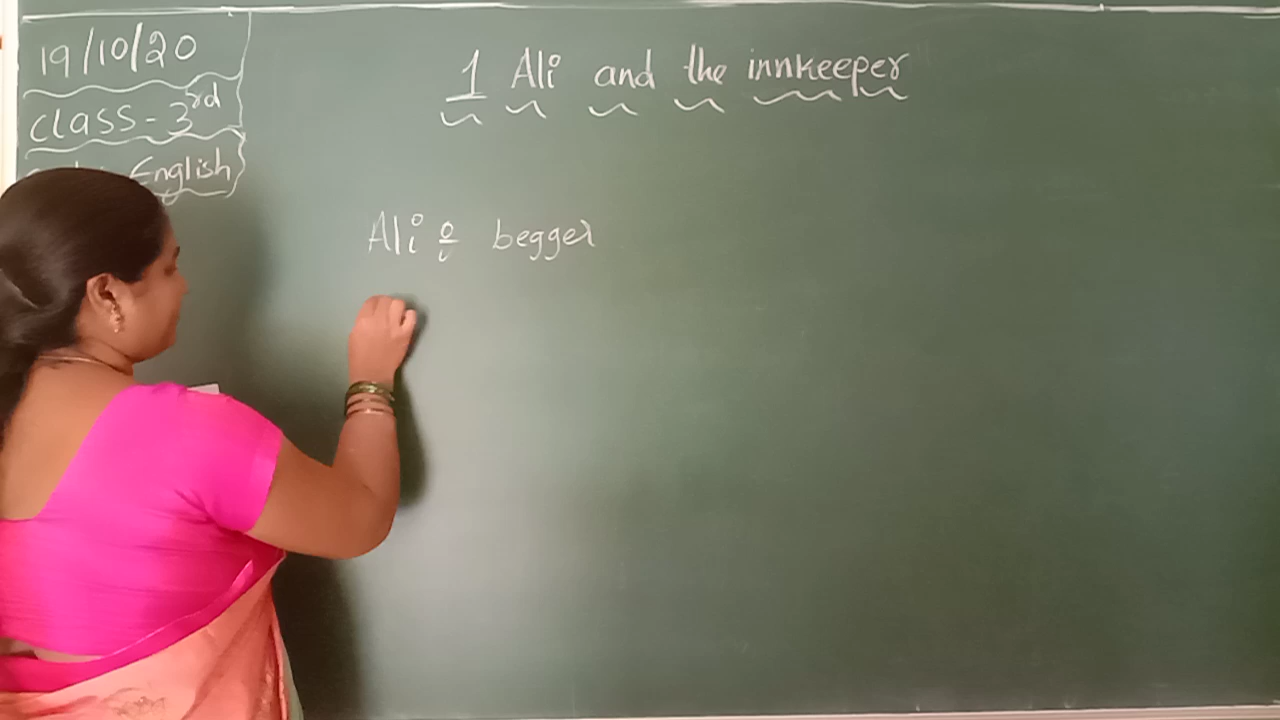 19/10/20
class - 3rd
English
1 Ali and the innkeeper
Ali : begger